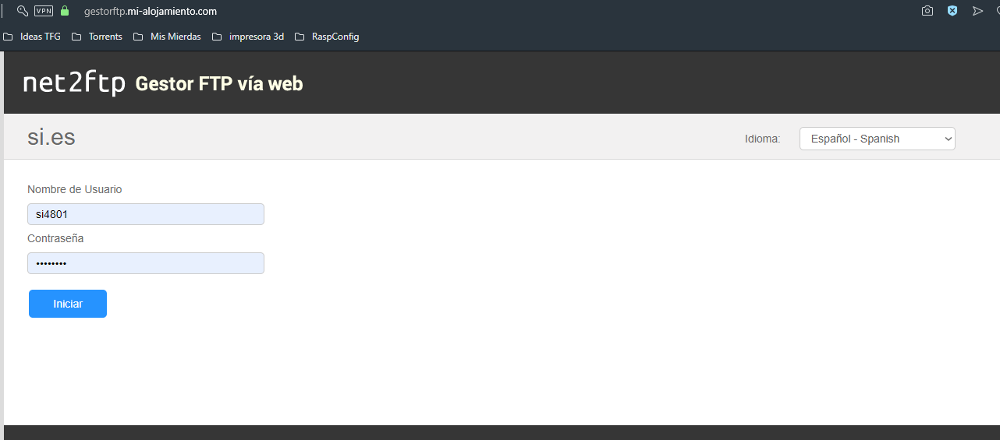 VPN gestorftp.mi-alojamiento.com
Ideas TFG Torrents Mis Mierdas impresora 3d RaspConfig
net2ftp Gestor FTP vía web
si.es Idioma: Español - Spanish
Nombre de Usuario
si4801
Contraseña
••••••••
Iniciar